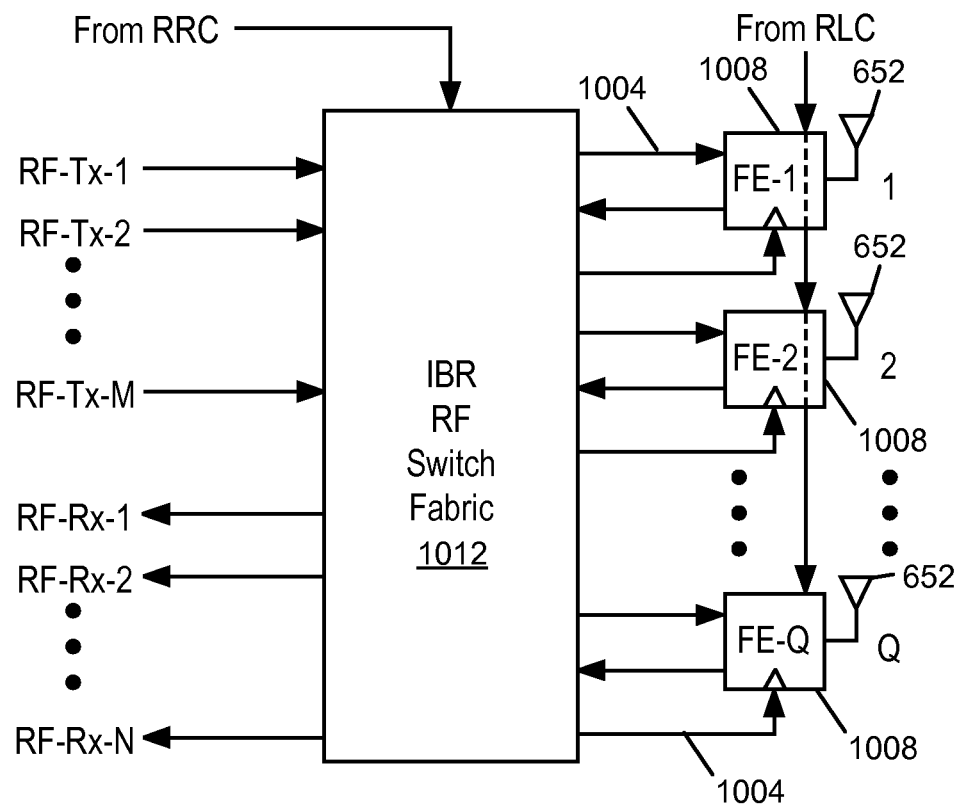 From RRC
From RLC
1008
652
1004
FE-1
1
RF-Tx-1
RF-Tx-2
652
FE-2
2
RF-Tx-M
IBR
RF
Switch
Fabric
1012
1008
RF-Rx-1
RF-Rx-2
652
FE-Q
Q
RF-Rx-N
1008
1004